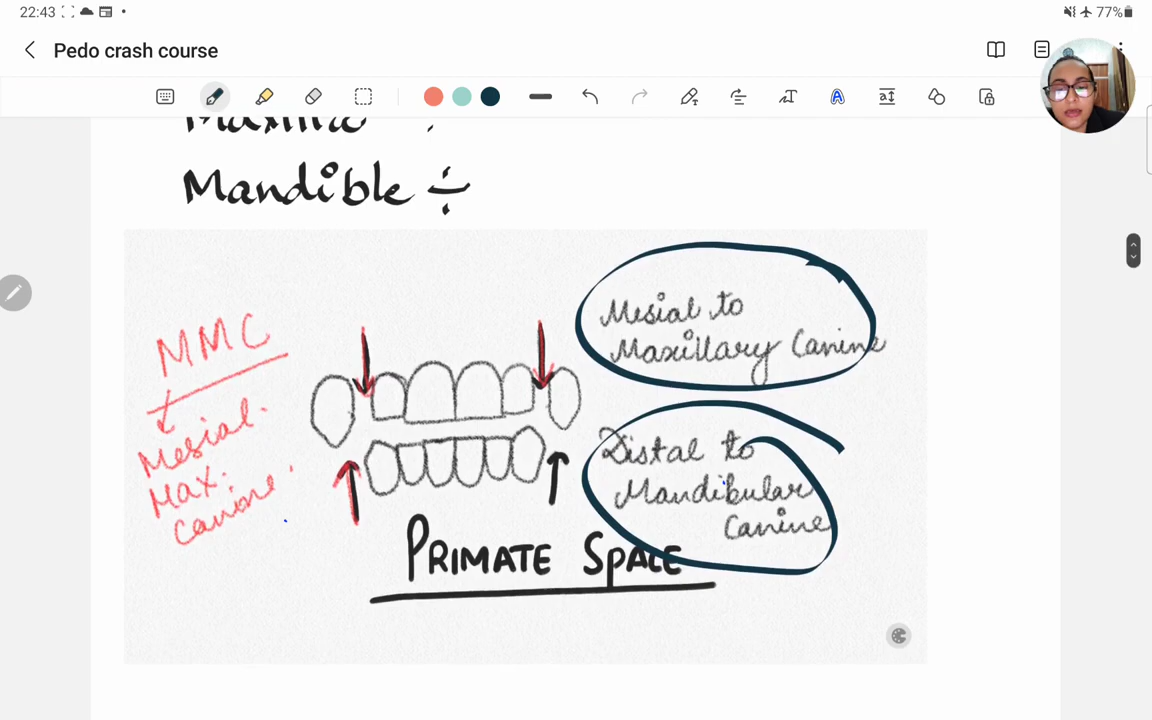 22:43
77%
Pedo crash course
Mandible ÷
MMC
Mesial
Max.
Canine
Mesial to
Maxillary Canine
Distal to
Mandibular
Canine
PRIMATE SPACE